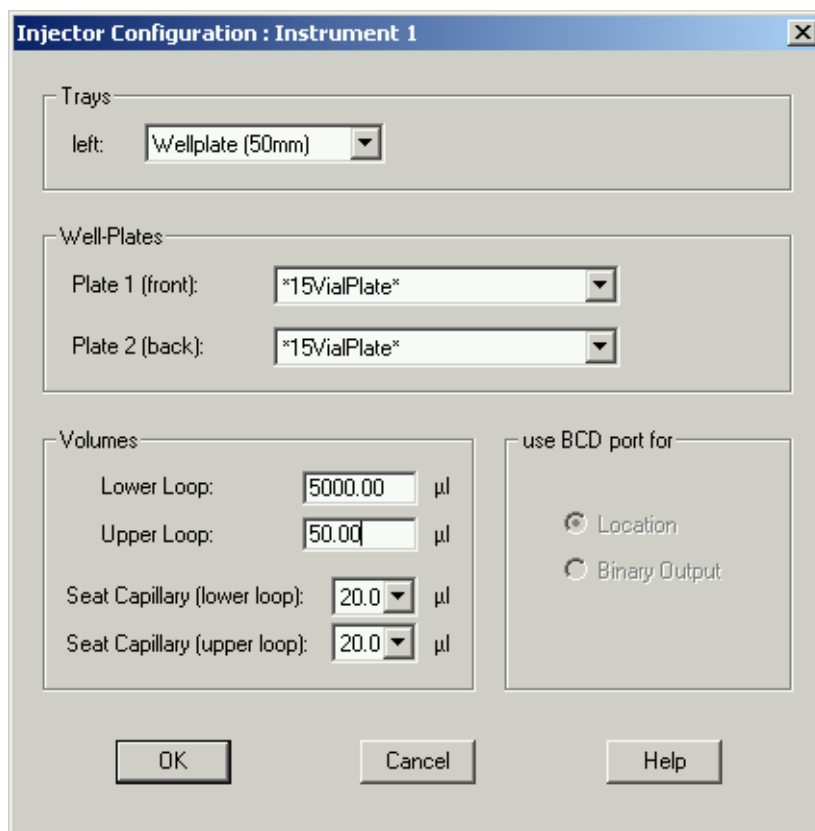 Injector Configuration : Instrument 1
Trays
left: Wellplate (50mm)
Well-Plates
Plate 1 (front): *15VialPlate*
Plate 2 (back): *15VialPlate*
Volumes
Lower Loop: 5000.00 µl
Upper Loop: 50.00 µl
Seat Capillary (lower loop): 20.0 µl
Seat Capillary (upper loop): 20.0 µl
use BCD port for
Location
Binary Output
OK Cancel Help